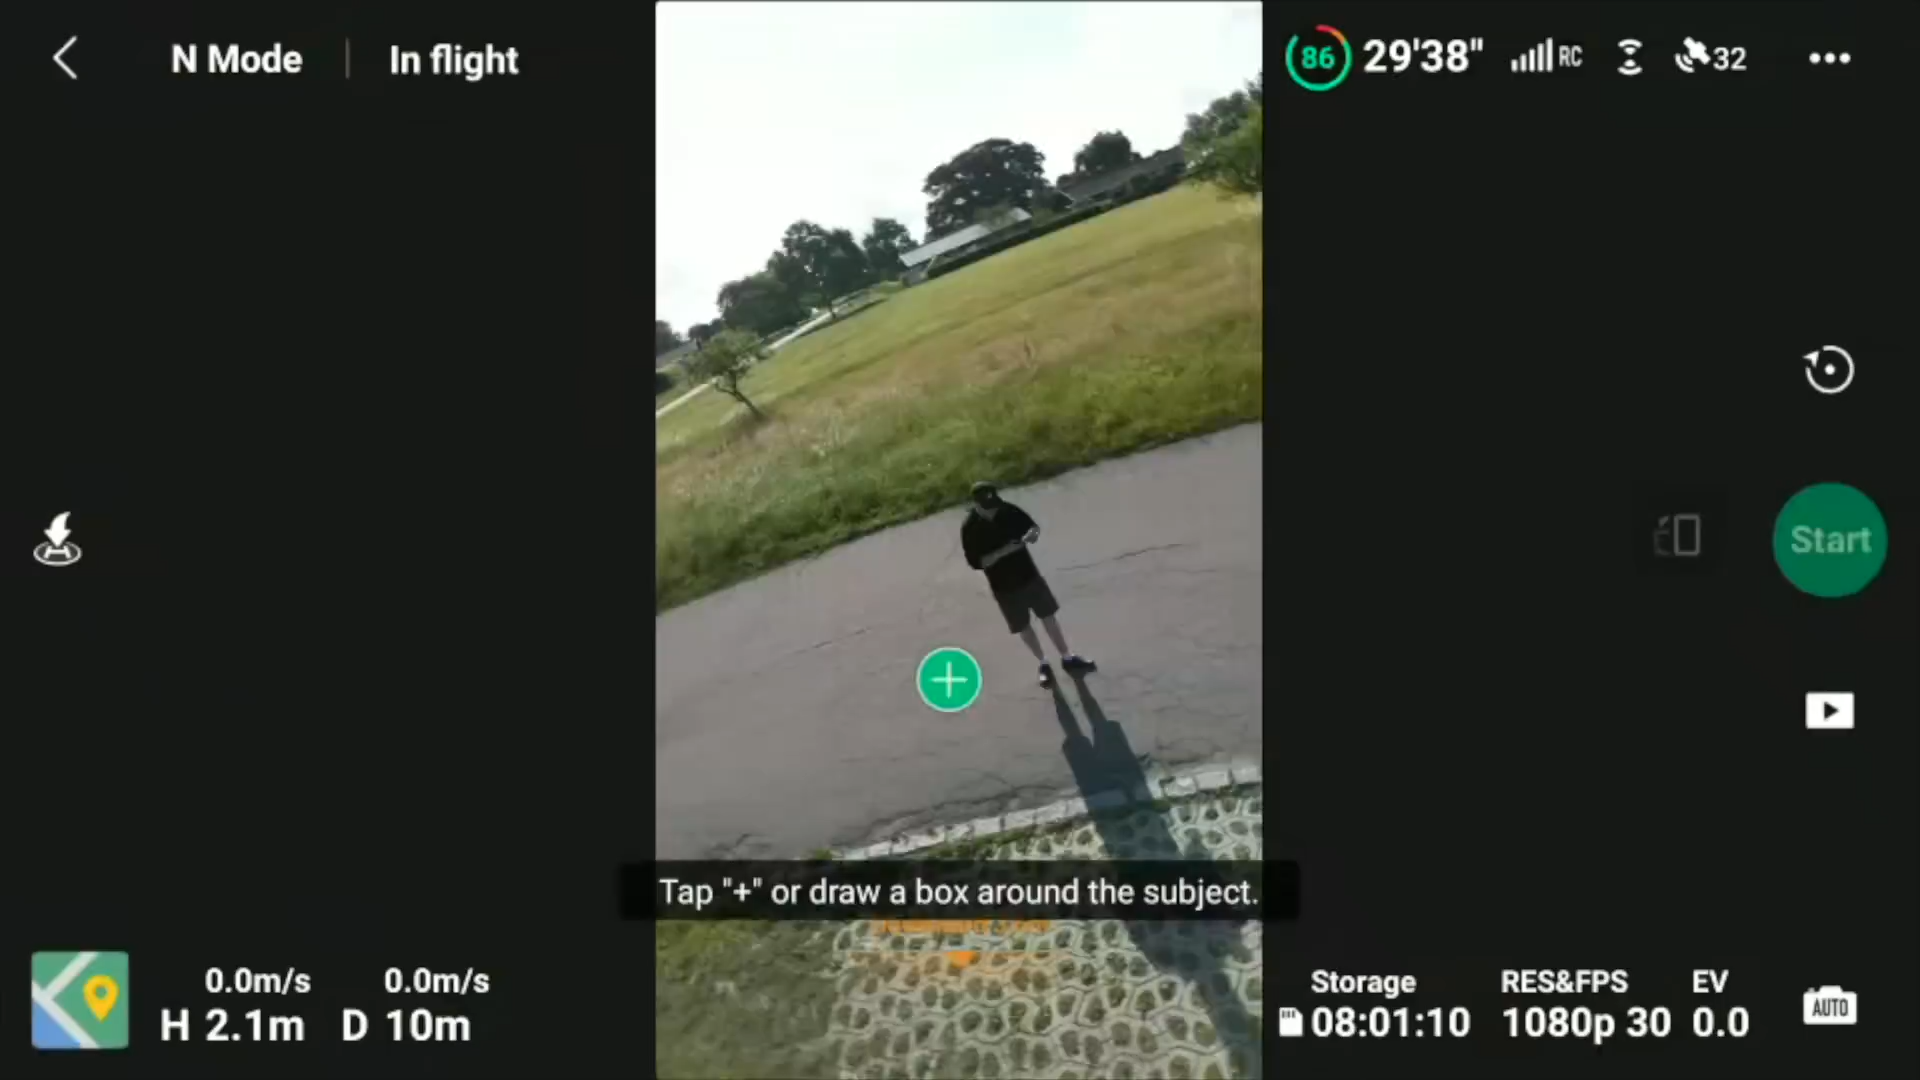 N Mode | In flight
86 29'38" RC 32
Start
Tap "+" or draw a box around the subject.
0.0m/s 0.0m/s
H 2.1m D 10m
Storage RES&FPS EV
08:01:10 1080p 30 0.0
AUTO